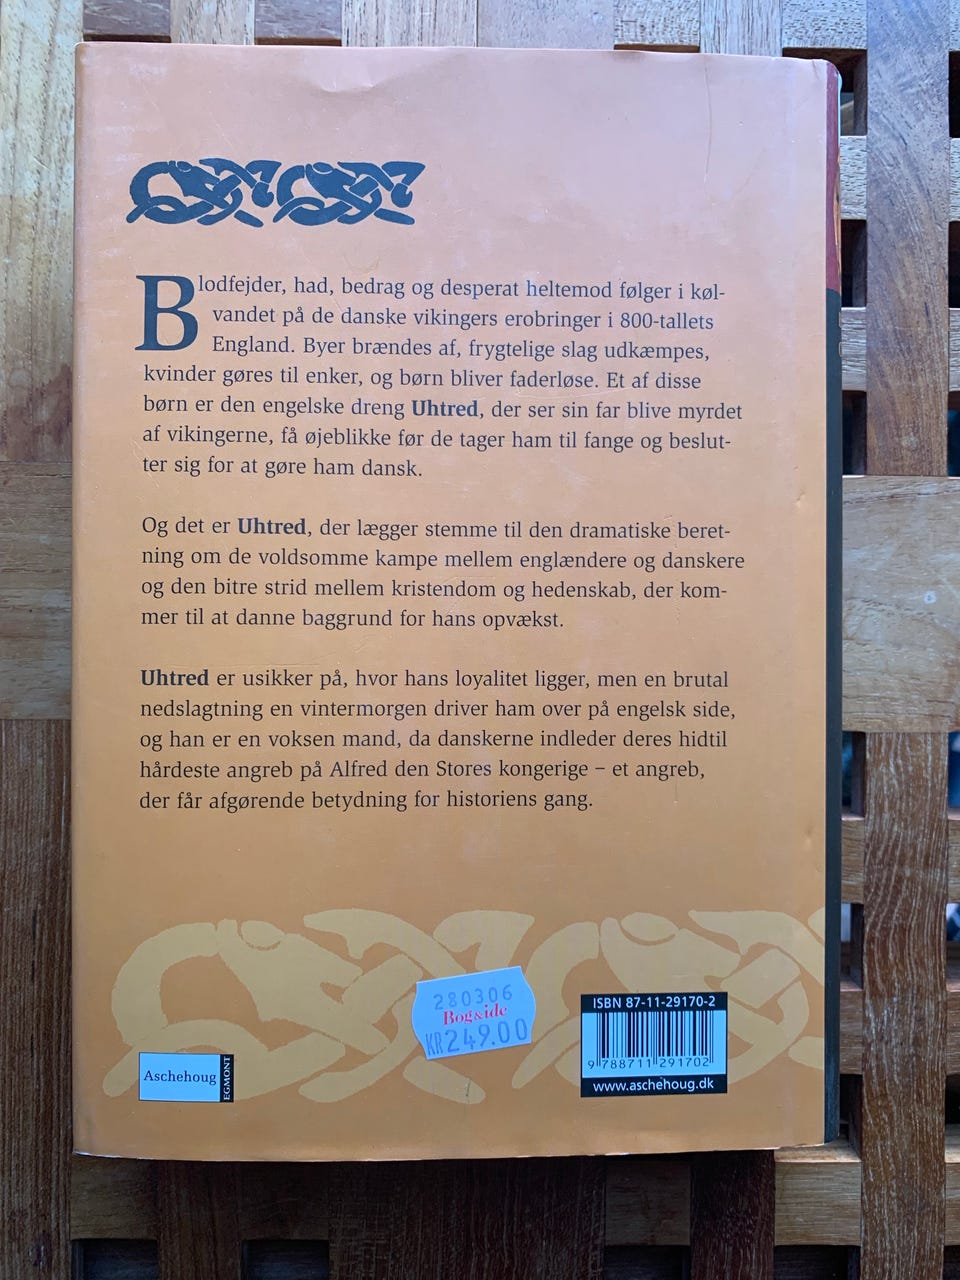 Blodfejder, had, bedrag og desperat heltemod følger i køl-
vandet på de danske vikingers erobringer i 800-tallets
England. Byer brændes af, frygtelige slag udkæmpes,
kvinder gøres til enker, og børn bliver faderløse. Et af disse
børn er den engelske dreng Uhtred, der ser sin far blive myrdet
af vikingerne, få øjeblikke før de tager ham til fange og beslut-
ter sig for at gøre ham dansk.
Og det er Uhtred, der lægger stemme til den dramatiske beret-
ning om de voldsomme kampe mellem englændere og danskere
og den bitre strid mellem kristendom og hedenskab, der kom-
mer til at danne baggrund for hans opvækst.
Uhtred er usikker på, hvor hans loyalitet ligger, men en brutal
nedslagtning en vintermorgen driver ham over på engelsk side,
og han er en voksen mand, da danskerne indleder deres hidtil
hårdeste angreb på Alfred den Stores kongerige – et angreb,
der får afgørende betydning for historiens gang.
280306
Bog&ide
KR249.00
Aschehoug
EGMONT
ISBN 87-11-29170-2
9 788711 291702
www.aschehoug.dk